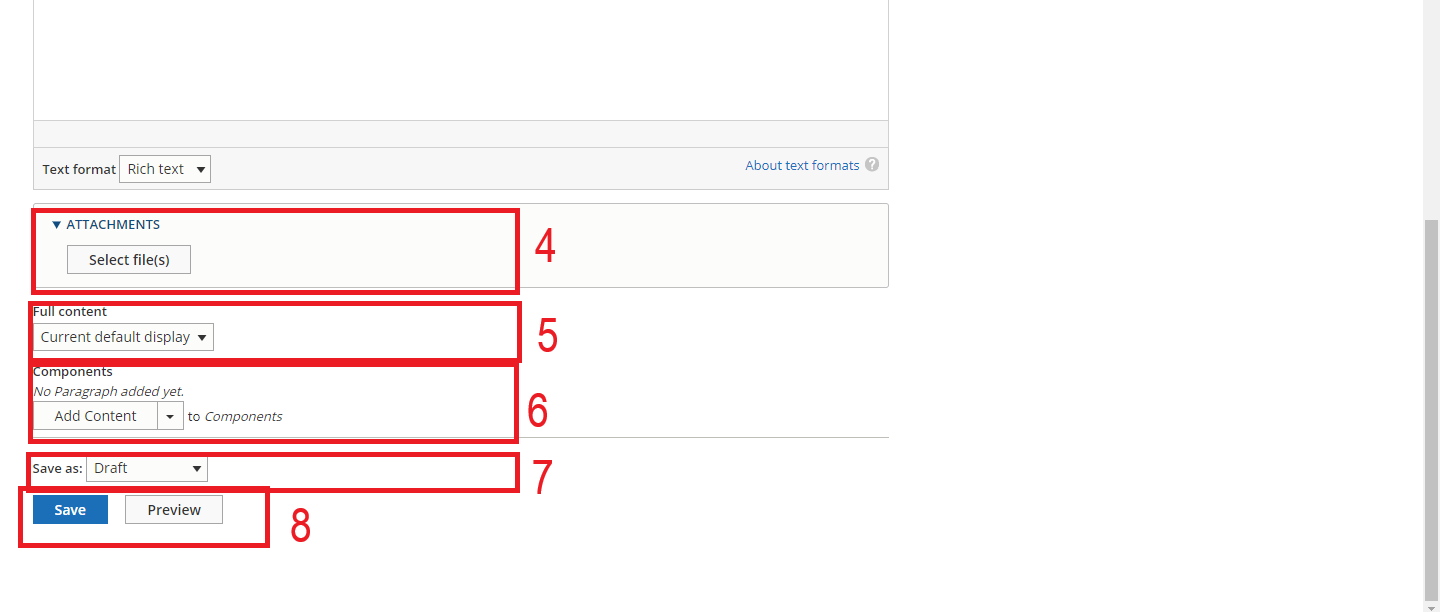 Text format Rich text About text formats ?
ATTACHMENTS
Select file(s)
4
Full content
Current default display
5
Components
No Paragraph added yet.
Add Content to Components
6
Save as: Draft
7
Save Preview
8